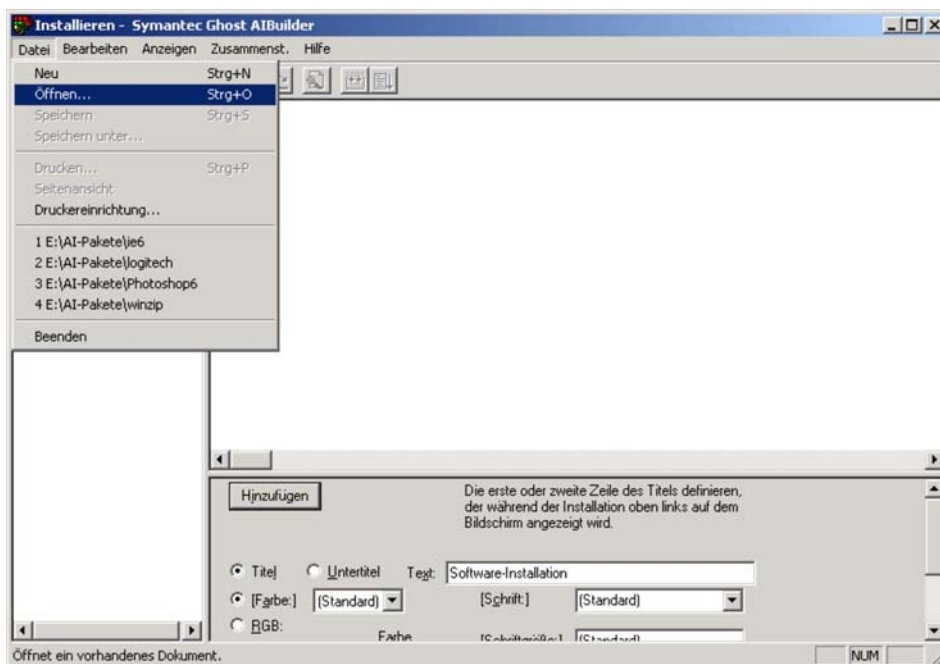 Installieren - Symantec Ghost AIBuilder
Datei Bearbeiten Anzeigen Zusammenst. Hilfe
Neu Strg+N
Öffnen... Strg+O
Speichern Strg+S
Speichern unter...
Drucken... Strg+P
Seitenansicht
Druckereinrichtung...
1 E:\AI-Pakete\ie6
2 E:\AI-Pakete\logitech
3 E:\AI-Pakete\Photoshop6
4 E:\AI-Pakete\winzip
Beenden
Hinzufügen
Die erste oder zweite Zeile des Titels definieren,
der während der Installation oben links auf dem
Bildschirm angezeigt wird.
Titel Untertitel Text: Software-Installation
[Farbe:] (Standard) [Schrift:] (Standard)
RGB:
Farbe [Schriftgröße:] (Standard)
Öffnet ein vorhandenes Dokument. NUM